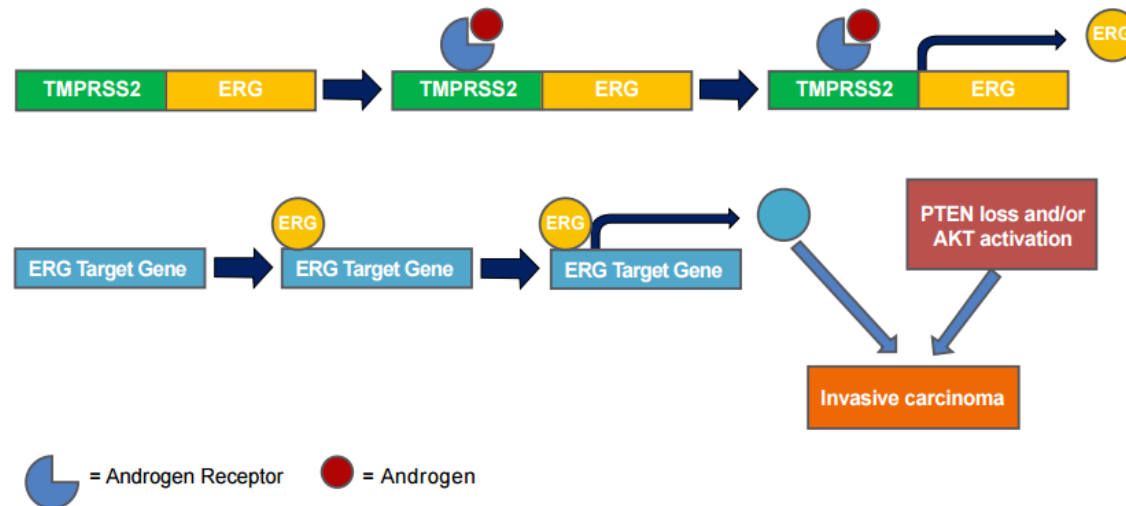 ERG
TMPRSS2 ERG
TMPRSS2 ERG
TMPRSS2 ERG
ERG
ERG
PTEN loss and/or
AKT activation
ERG Target Gene
ERG Target Gene
ERG Target Gene
Invasive carcinoma
= Androgen Receptor
= Androgen